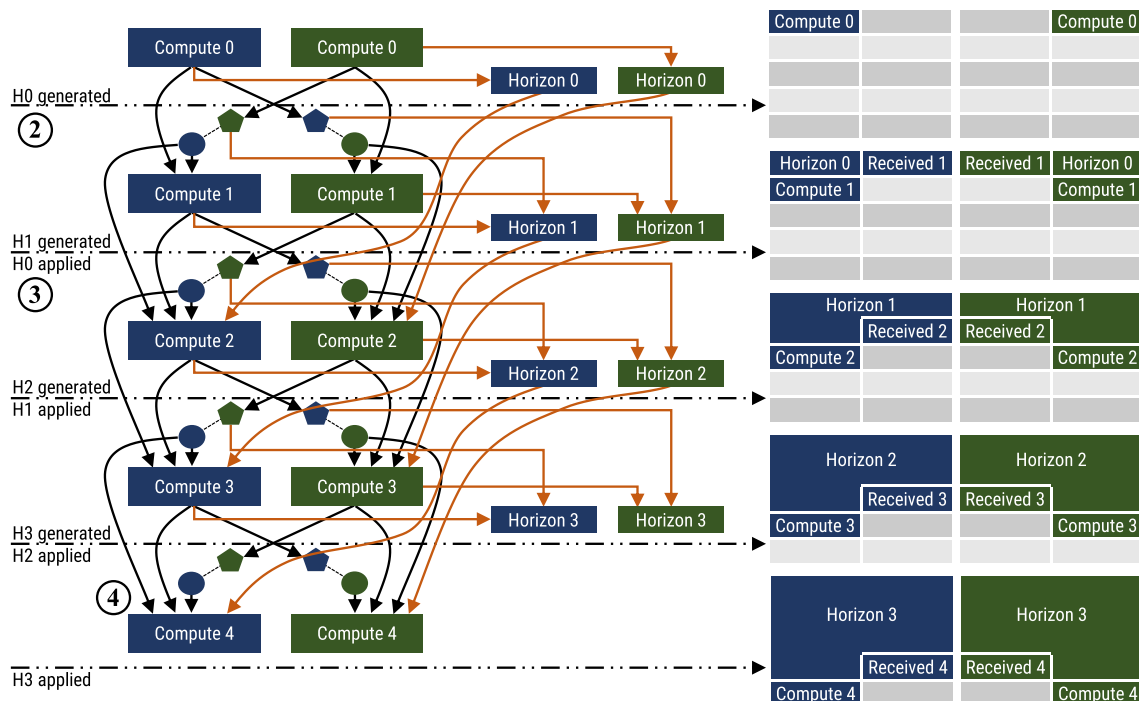 Compute 0
Compute 0
Horizon 0
Horizon 0
H0 generated
2
Compute 1
Compute 1
Horizon 1
Horizon 1
H1 generated
H0 applied
3
Compute 2
Compute 2
Horizon 2
Horizon 2
H2 generated
H1 applied
Compute 3
Compute 3
Horizon 3
Horizon 3
H3 generated
H2 applied
4
Compute 4
Compute 4
H3 applied
Compute 0
Compute 0
Horizon 0
Received 1
Received 1
Horizon 0
Compute 1
Compute 1
Horizon 1
Horizon 1
Received 2
Received 2
Compute 2
Compute 2
Horizon 2
Horizon 2
Received 3
Received 3
Compute 3
Compute 3
Horizon 3
Horizon 3
Received 4
Received 4
Compute 4
Compute 4